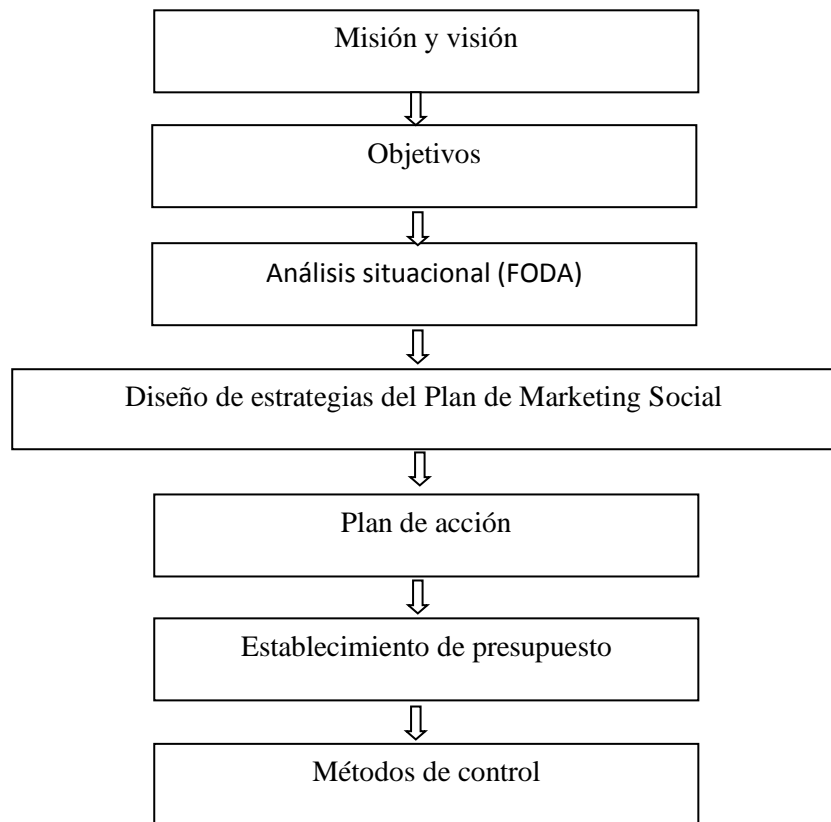 Misión y visión
Objetivos
Análisis situacional (FODA)
Diseño de estrategias del Plan de Marketing Social
Plan de acción
Establecimiento de presupuesto
Métodos de control